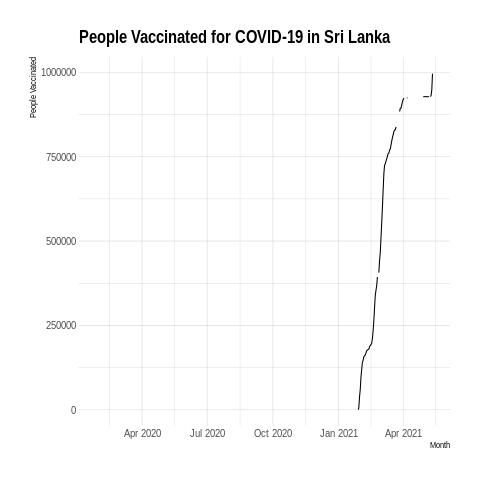 People Vaccinated for COVID-19 in Sri Lanka
People Vaccinated
1000000
750000
500000
250000
0
Apr 2020 Jul 2020 Oct 2020 Jan 2021 Apr 2021
Month